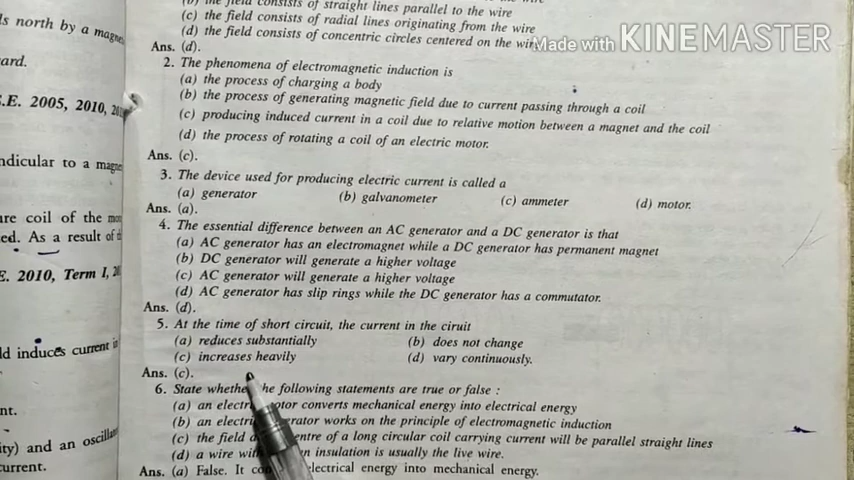 (b) the field consists of straight lines parallel to the wire
(c) the field consists of radial lines originating from the wire
(d) the field consists of concentric circles centered on the wire
Made with KINEMASTER
Ans. (d).
2. The phenomena of electromagnetic induction is
(a) the process of charging a body
(b) the process of generating magnetic field due to current passing through a coil
(c) producing induced current in a coil due to relative motion between a magnet and the coil
(d) the process of rotating a coil of an electric motor.
Ans. (c).
3. The device used for producing electric current is called a
(a) generator (b) galvanometer (c) ammeter (d) motor.
Ans. (a).
4. The essential difference between an AC generator and a DC generator is that
(a) AC generator has an electromagnet while a DC generator has permanent magnet
(b) DC generator will generate a higher voltage
(c) AC generator will generate a higher voltage
(d) AC generator has slip rings while the DC generator has a commutator.
Ans. (d).
5. At the time of short circuit, the current in the ciruit
(a) reduces substantially (b) does not change
(c) increases heavily (d) vary continuously.
Ans. (c).
6. State whether the following statements are true or false :
(a) an electric motor converts mechanical energy into electrical energy
(b) an electric generator works on the principle of electromagnetic induction
(c) the field at centre of a long circular coil carrying current will be parallel straight lines
(d) a wire with insulation is usually the live wire.
Ans. (a) False. It electrical energy into mechanical energy.
north by a
ard.
.E. 2005, 2010,
ndicular to a
are coil of the
ed. As a result of
E. 2010, Term I,
ld induces current in
nt.
ity) and an
current.